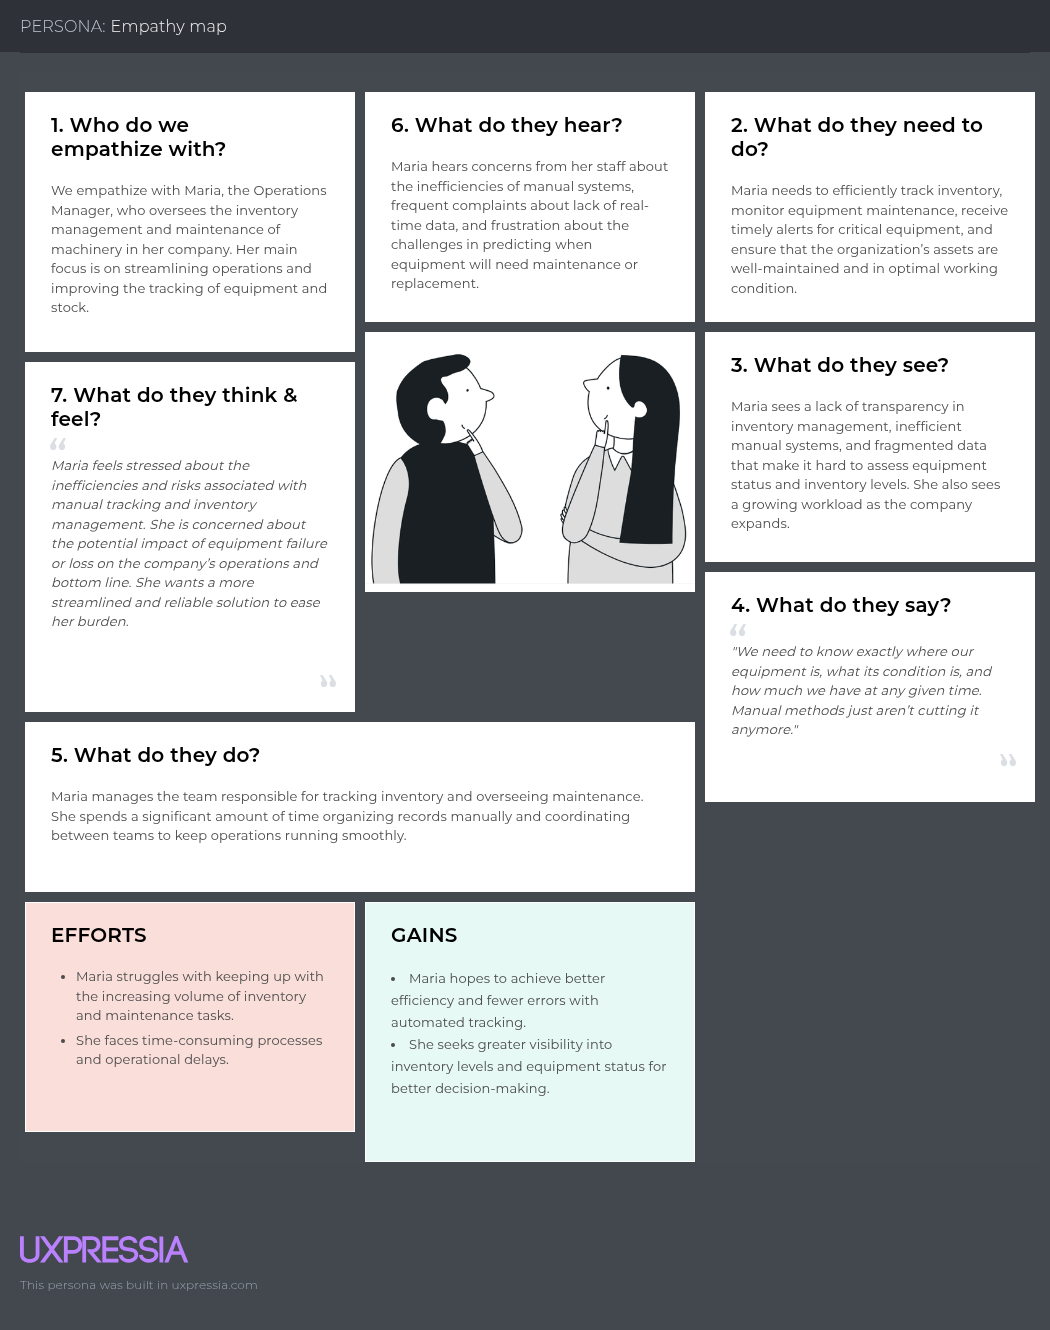 PERSONA: Empathy map
1. Who do we
empathize with?
We empathize with Maria, the Operations
Manager, who oversees the inventory
management and maintenance of
machinery in her company. Her main
focus is on streamlining operations and
improving the tracking of equipment and
stock.
6. What do they hear?
Maria hears concerns from her staff about
the inefficiencies of manual systems,
frequent complaints about lack of real-
time data, and frustration about the
challenges in predicting when
equipment will need maintenance or
replacement.
2. What do they need to
do?
Maria needs to efficiently track inventory,
monitor equipment maintenance, receive
timely alerts for critical equipment, and
ensure that the organization's assets are
well-maintained and in optimal working
condition.
7. What do they think &
feel?
“
Maria feels stressed about the
inefficiencies and risks associated with
manual tracking and inventory
management. She is concerned about
the potential impact of equipment failure
or loss on the company's operations and
bottom line. She wants a more
streamlined and reliable solution to ease
her burden.
”
3. What do they see?
Maria sees a lack of transparency in
inventory management, inefficient
manual systems, and fragmented data
that make it hard to assess equipment
status and inventory levels. She also sees
a growing workload as the company
expands.
4. What do they say?
“
"We need to know exactly where our
equipment is, what its condition is, and
how much we have at any given time.
Manual methods just aren't cutting it
anymore."
”
5. What do they do?
Maria manages the team responsible for tracking inventory and overseeing maintenance.
She spends a significant amount of time organizing records manually and coordinating
between teams to keep operations running smoothly.
EFFORTS
• Maria struggles with keeping up with
the increasing volume of inventory
and maintenance tasks.
• She faces time-consuming processes
and operational delays.
GAINS
• Maria hopes to achieve better
efficiency and fewer errors with
automated tracking.
• She seeks greater visibility into
inventory levels and equipment status for
better decision-making.
UXPRESSIA
This persona was built in uxpressia.com